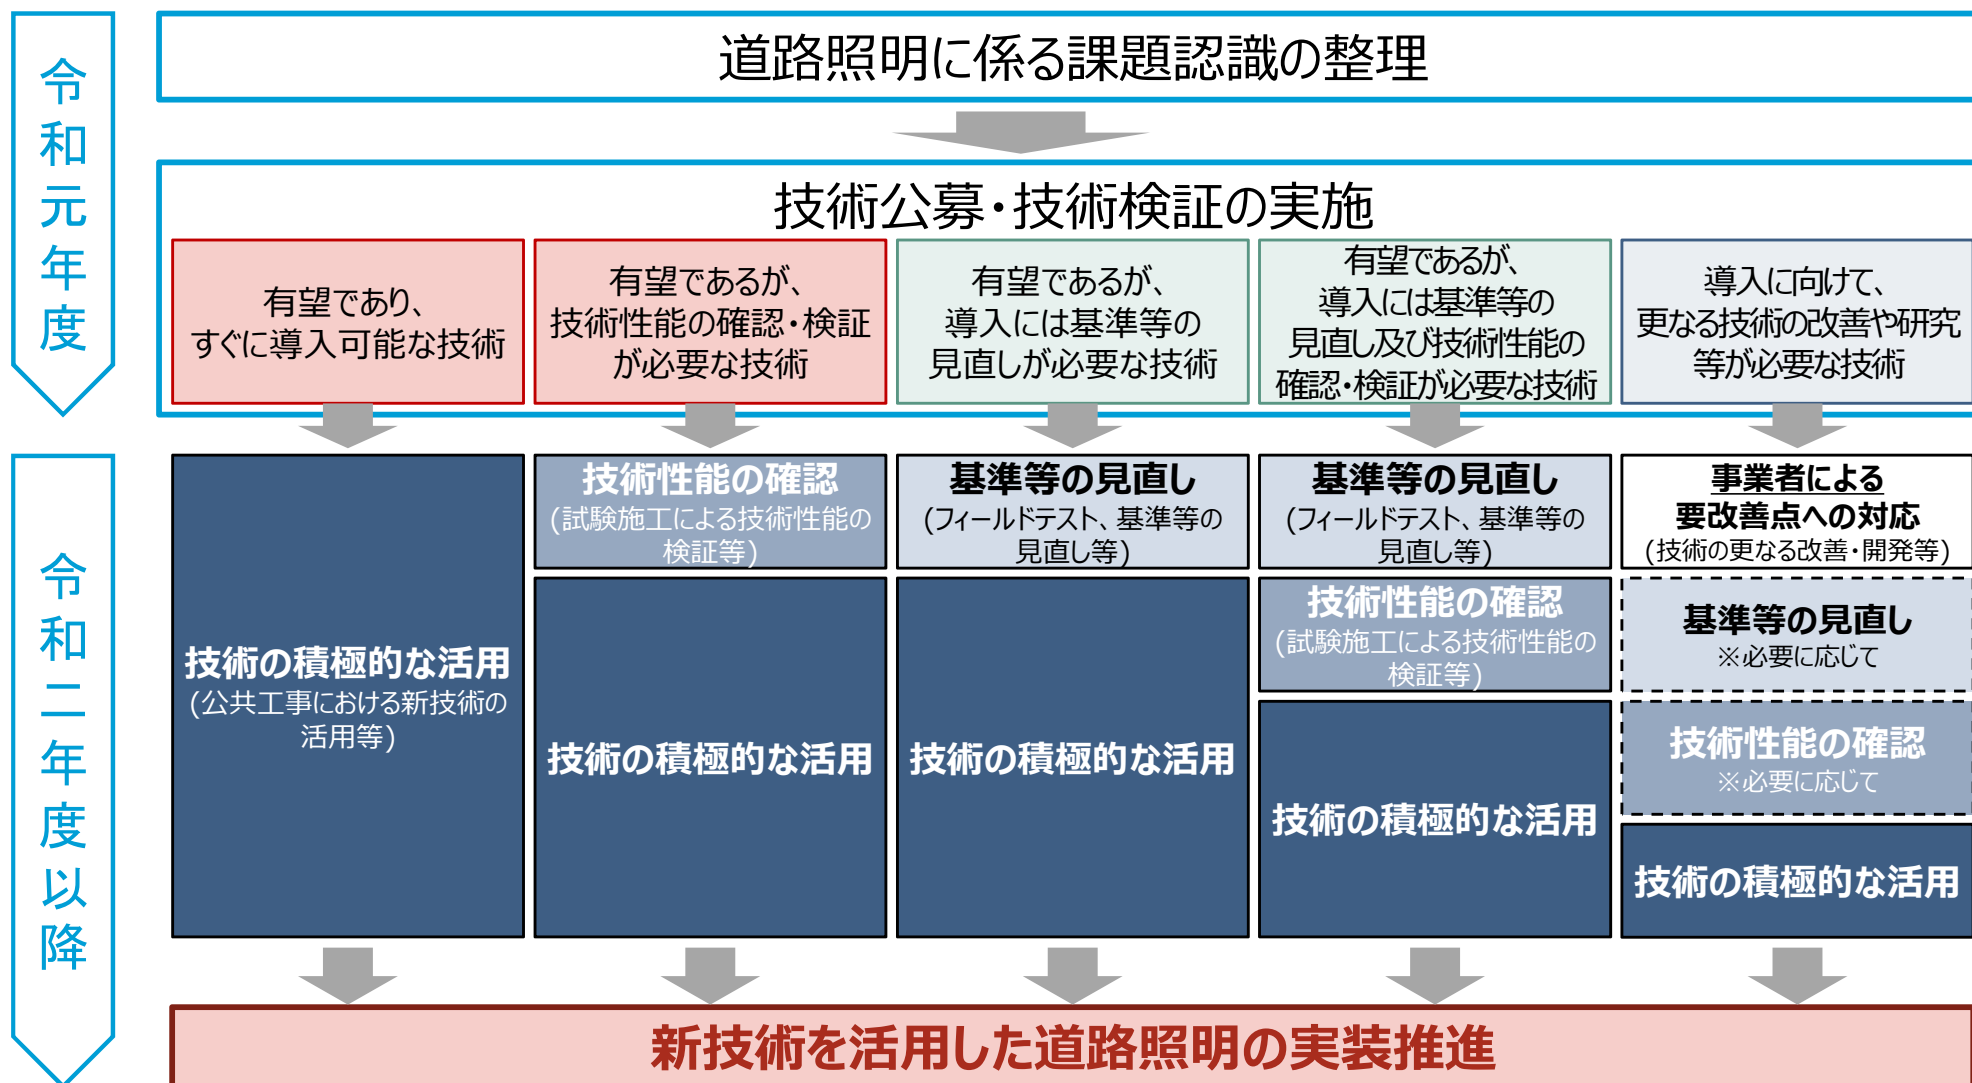 令和元年度
道路照明に係る課題認識の整理
技術公募・技術検証の実施
有望であり、
すぐに導入可能な技術
有望であるが、
技術性能の確認・検証
が必要な技術
有望であるが、
導入には基準等の
見直しが必要な技術
有望であるが、
導入には基準等の
見直し及び技術性能の
確認・検証が必要な技術
導入に向けて、
更なる技術の改善や研究
等が必要な技術
令和二年度以降
技術の積極的な活用
(公共工事における新技術の
活用等)
技術性能の確認
(試験施工による技術性能の
検証等)
技術の積極的な活用
基準等の見直し
(フィールドテスト、基準等の
見直し等)
技術の積極的な活用
基準等の見直し
(フィールドテスト、基準等の
見直し等)
技術性能の確認
(試験施工による技術性能の
検証等)
技術の積極的な活用
事業者による
要改善点への対応
(技術の更なる改善・開発等)
基準等の見直し
※必要に応じて
技術性能の確認
※必要に応じて
技術の積極的な活用
新技術を活用した道路照明の実装推進